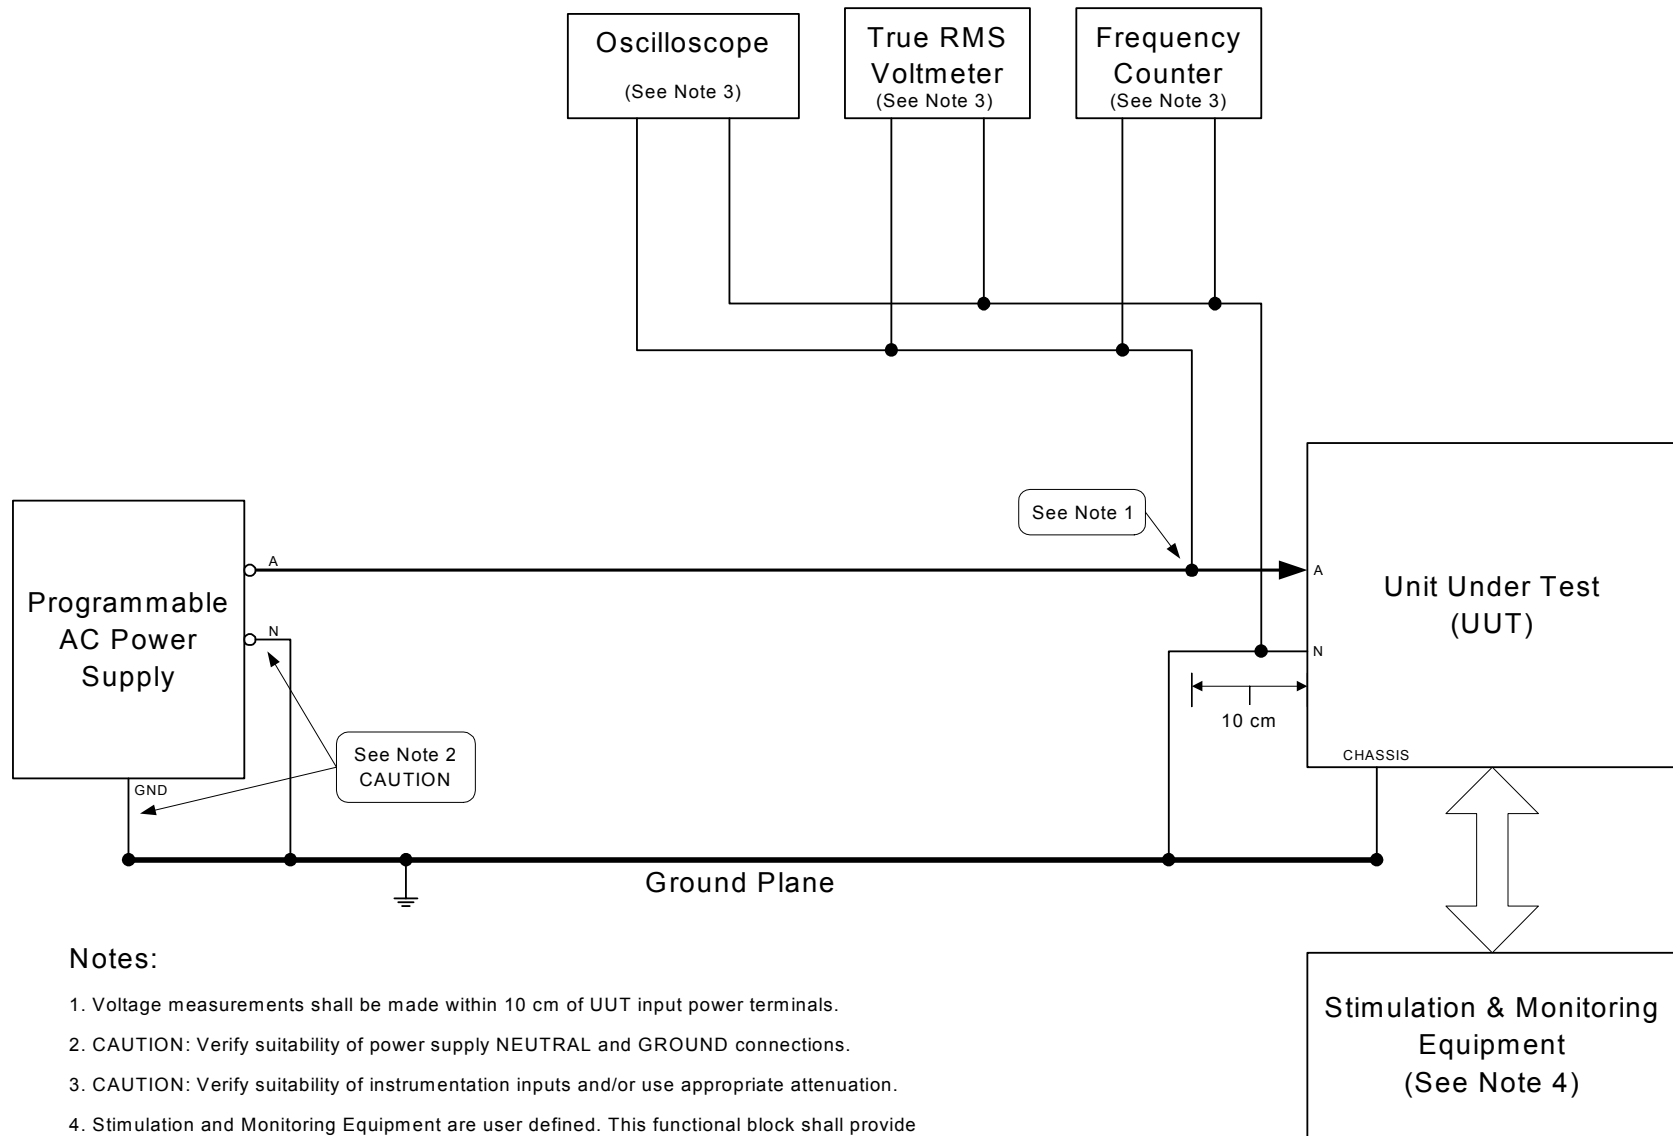 Oscilloscope
(See Note 3)
True RMS
Voltmeter
(See Note 3)
Frequency
Counter
(See Note 3)
See Note 1
Programmable
AC Power
Supply
A
N
GND
See Note 2
CAUTION
A
N
Unit Under Test
(UUT)
10 cm
CHASSIS
Ground Plane
Stimulation & Monitoring
Equipment
(See Note 4)
Notes:
1. Voltage measurements shall be made within 10 cm of UUT input power terminals.
2. CAUTION: Verify suitability of power supply NEUTRAL and GROUND connections.
3. CAUTION: Verify suitability of instrumentation inputs and/or use appropriate attenuation.
4. Stimulation and Monitoring Equipment are user defined. This functional block shall provide